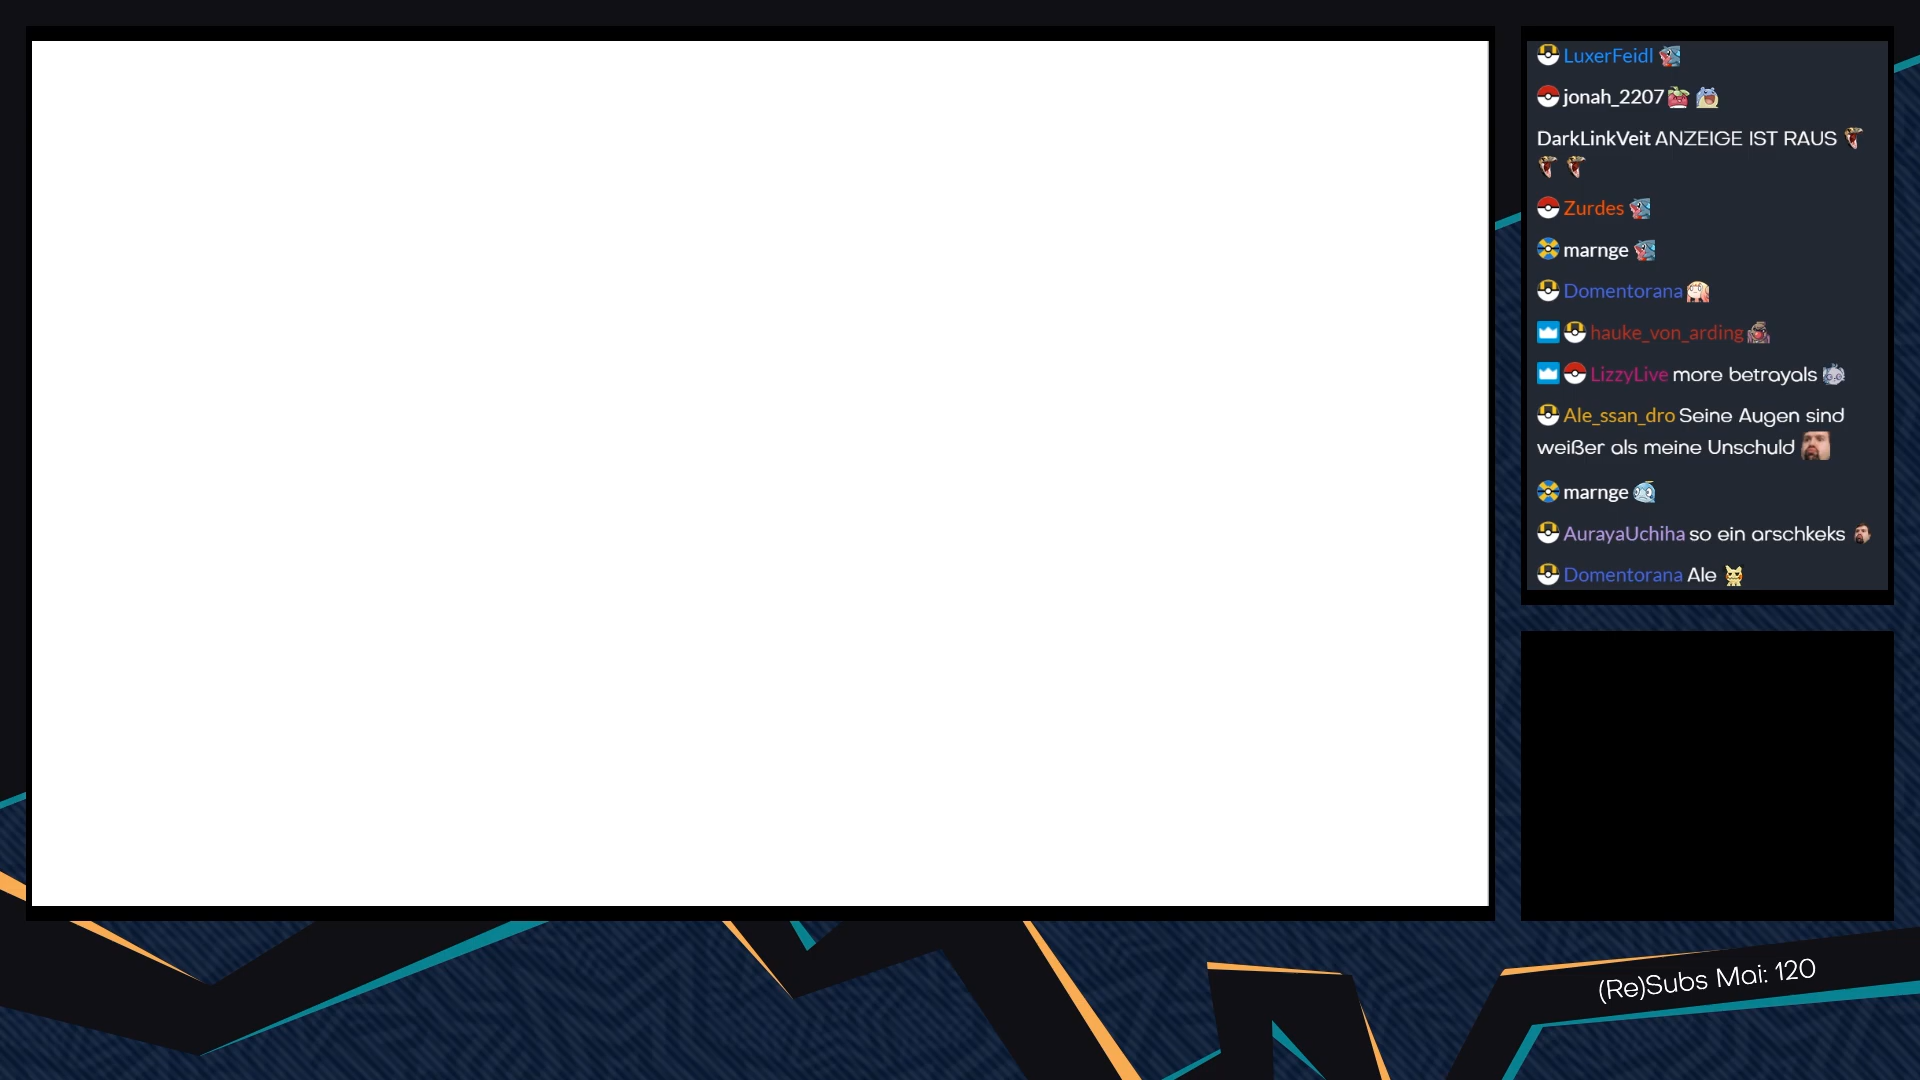 LuxerFeidl
jonah_2207
DarkLinkVeit ANZEIGE IST RAUS
Zurdes
marnge
Domentorana
hauke_von_arding
LizzyLive more betrayals
Ale_ssan_dro Seine Augen sind
weißer als meine Unschuld
marnge
AurayaUchiha so ein arschkeks
Domentorana Ale
(Re)Subs Mai: 120